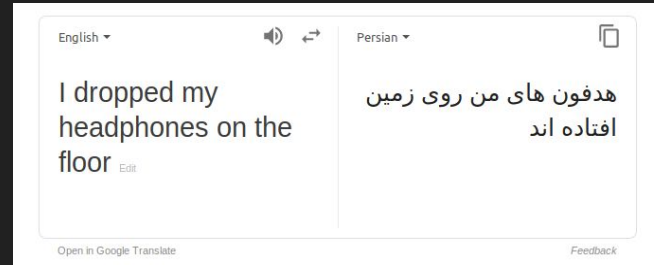 English
Persian
I dropped my
headphones on the
floor Edit
هدفون های من روی زمین
افتاده اند
Open in Google Translate
Feedback